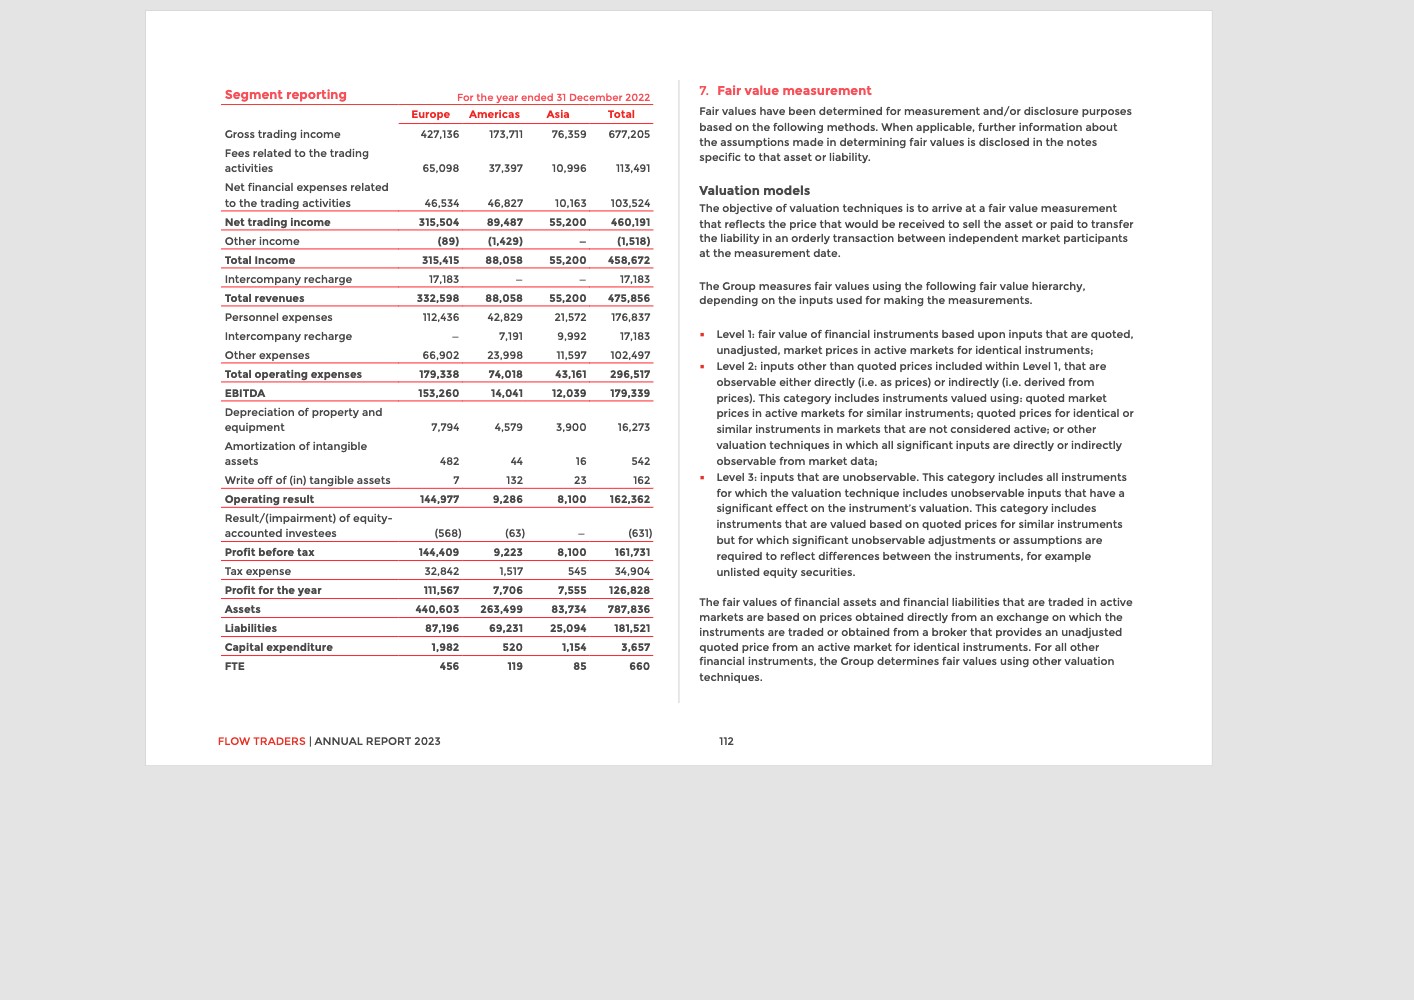 Segment reporting For the year ended 31 December 2022
Europe Americas Asia Total
Gross trading income 427,136 173,711 76,359 677,205
Fees related to the trading
activities 65,098 37,397 10,996 113,491
Net financial expenses related
to the trading activities 46,534 46,827 10,163 103,524
Net trading income 315,504 89,487 55,200 460,191
Other income (89) (1,429) – (1,518)
Total Income 315,415 88,058 55,200 458,672
Intercompany recharge 17,183 – – 17,183
Total revenues 332,598 88,058 55,200 475,856
Personnel expenses 112,436 42,829 21,572 176,837
Intercompany recharge – 7,191 9,992 17,183
Other expenses 66,902 23,998 11,597 102,497
Total operating expenses 179,338 74,018 43,161 296,517
EBITDA 153,260 14,041 12,039 179,339
Depreciation of property and
equipment 7,794 4,579 3,900 16,273
Amortization of intangible
assets 482 44 16 542
Write off of (in) tangible assets 7 132 23 162
Operating result 144,977 9,286 8,100 162,362
Result/(impairment) of equity-
accounted investees (568) (63) – (631)
Profit before tax 144,409 9,223 8,100 161,731
Tax expense 32,842 1,517 545 34,904
Profit for the year 111,567 7,706 7,555 126,828
Assets 440,603 263,499 83,734 787,836
Liabilities 87,196 69,231 25,094 181,521
Capital expenditure 1,982 520 1,154 3,657
FTE 456 119 85 660
7. Fair value measurement
Fair values have been determined for measurement and/or disclosure purposes
based on the following methods. When applicable, further information about
the assumptions made in determining fair values is disclosed in the notes
specific to that asset or liability.
Valuation models
The objective of valuation techniques is to arrive at a fair value measurement
that reflects the price that would be received to sell the asset or paid to transfer
the liability in an orderly transaction between independent market participants
at the measurement date.
The Group measures fair values using the following fair value hierarchy,
depending on the inputs used for making the measurements.
▪ Level 1: fair value of financial instruments based upon inputs that are quoted,
unadjusted, market prices in active markets for identical instruments;
▪ Level 2: inputs other than quoted prices included within Level 1, that are
observable either directly (i.e. as prices) or indirectly (i.e. derived from
prices). This category includes instruments valued using: quoted market
prices in active markets for similar instruments; quoted prices for identical or
similar instruments in markets that are not considered active; or other
valuation techniques in which all significant inputs are directly or indirectly
observable from market data;
▪ Level 3: inputs that are unobservable. This category includes all instruments
for which the valuation technique includes unobservable inputs that have a
significant effect on the instrument’s valuation. This category includes
instruments that are valued based on quoted prices for similar instruments
but for which significant unobservable adjustments or assumptions are
required to reflect differences between the instruments, for example
unlisted equity securities.
The fair values of financial assets and financial liabilities that are traded in active
markets are based on prices obtained directly from an exchange on which the
instruments are traded or obtained from a broker that provides an unadjusted
quoted price from an active market for identical instruments. For all other
financial instruments, the Group determines fair values using other valuation
techniques.
FLOW TRADERS | ANNUAL REPORT 2023 112